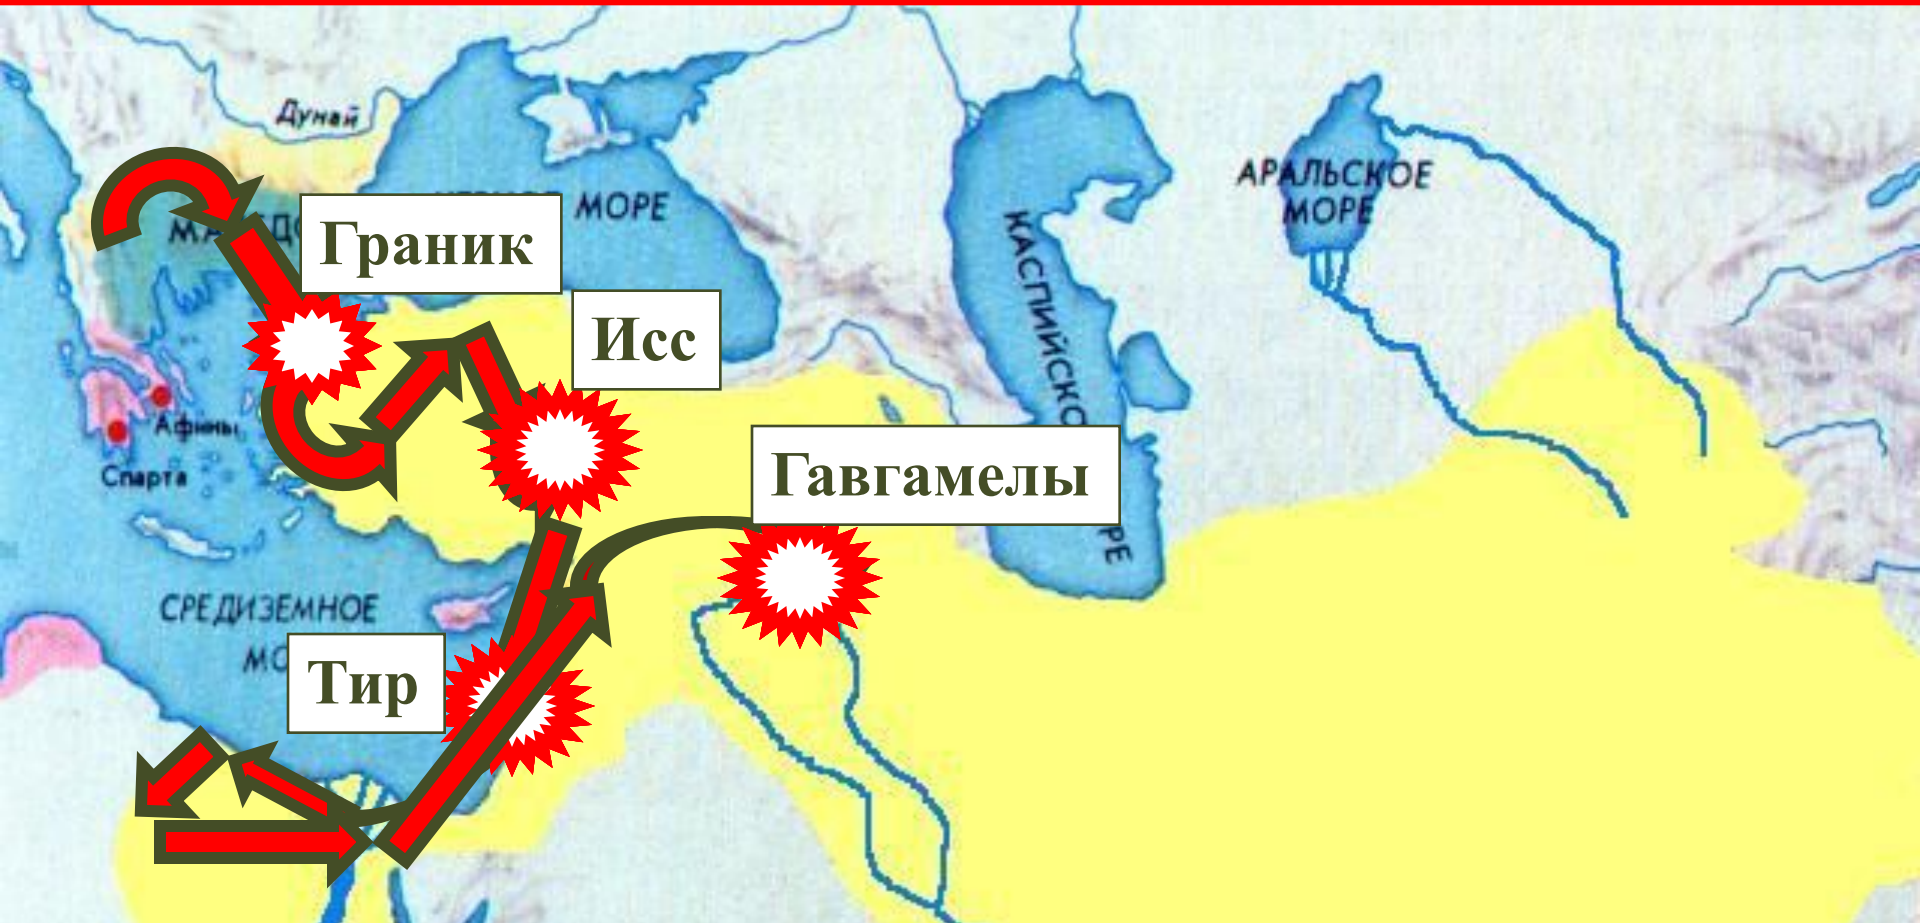 Дунай
МОРЕ
Граник
АРАЛЬСКОЕ
МОРЕ
Исс
Афины
Спарта
Гавгамелы
СРЕДИЗЕМНОЕ
Тир